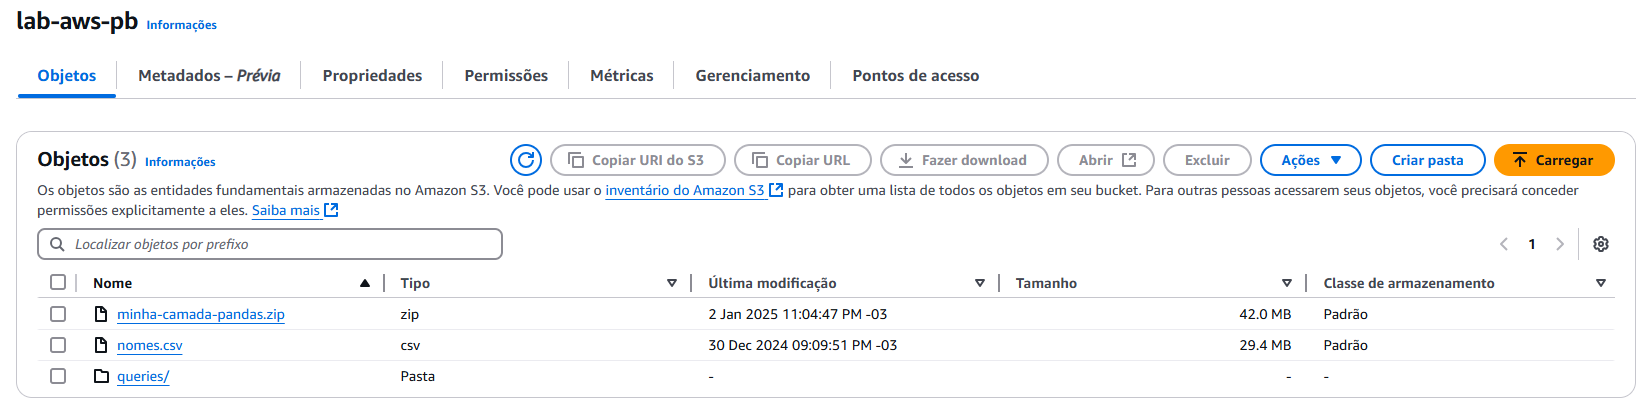 lab-aws-pb Informações
Objetos Metadados – Prévia Propriedades Permissões Métricas Gerenciamento Pontos de acesso
Objetos (3) Informações Copiar URI do S3 Copiar URL Fazer download Abrir Excluir Ações Criar pasta Carregar
Os objetos são as entidades fundamentais armazenadas no Amazon S3. Você pode usar o inventário do Amazon S3 para obter uma lista de todos os objetos em seu bucket. Para outras pessoas acessarem seus objetos, você precisará conceder
permissões explicitamente a eles. Saiba mais
Localizar objetos por prefixo 1
Nome Tipo Última modificação Tamanho Classe de armazenamento
minha-camada-pandas.zip zip 2 Jan 2025 11:04:47 PM -03 42.0 MB Padrão
nomes.csv csv 30 Dec 2024 09:09:51 PM -03 29.4 MB Padrão
queries/ Pasta - - -